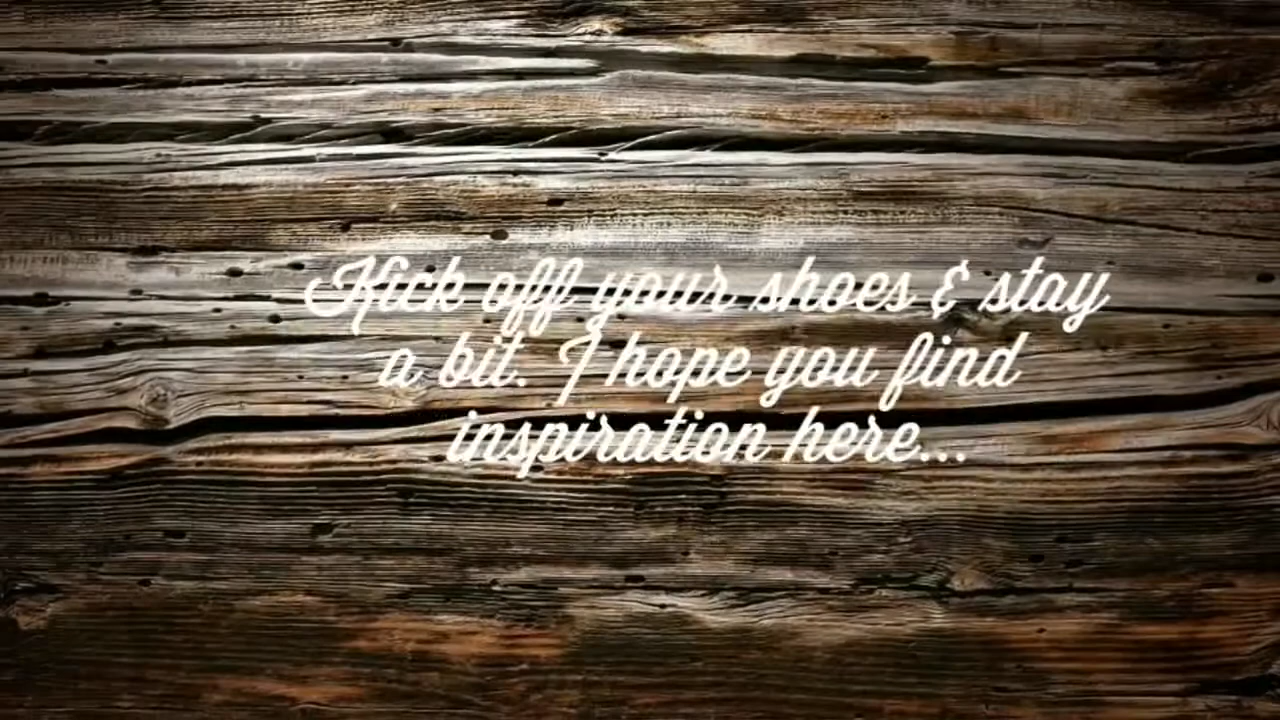 Kick off your shoes & stay
a bit. I hope you find
inspiration here...